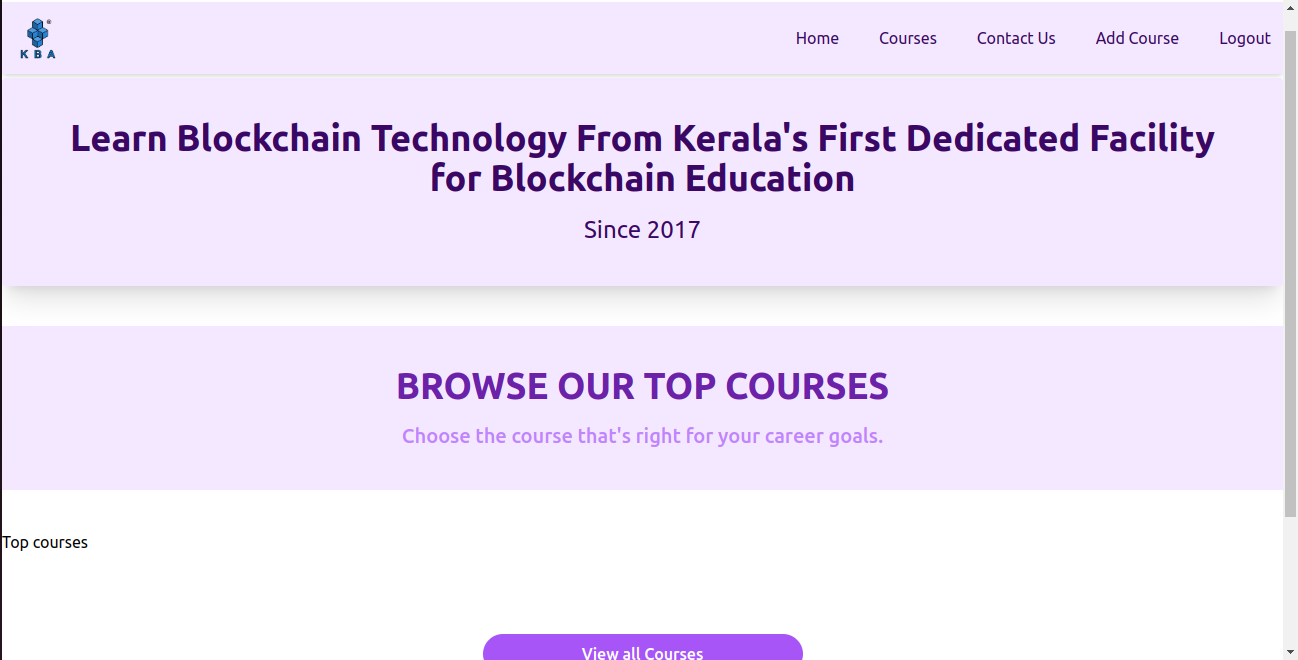 KBA
Home
Courses
Contact Us
Add Course
Logout
Learn Blockchain Technology From Kerala's First Dedicated Facility
for Blockchain Education
Since 2017
BROWSE OUR TOP COURSES
Choose the course that's right for your career goals.
Top courses
View all Courses